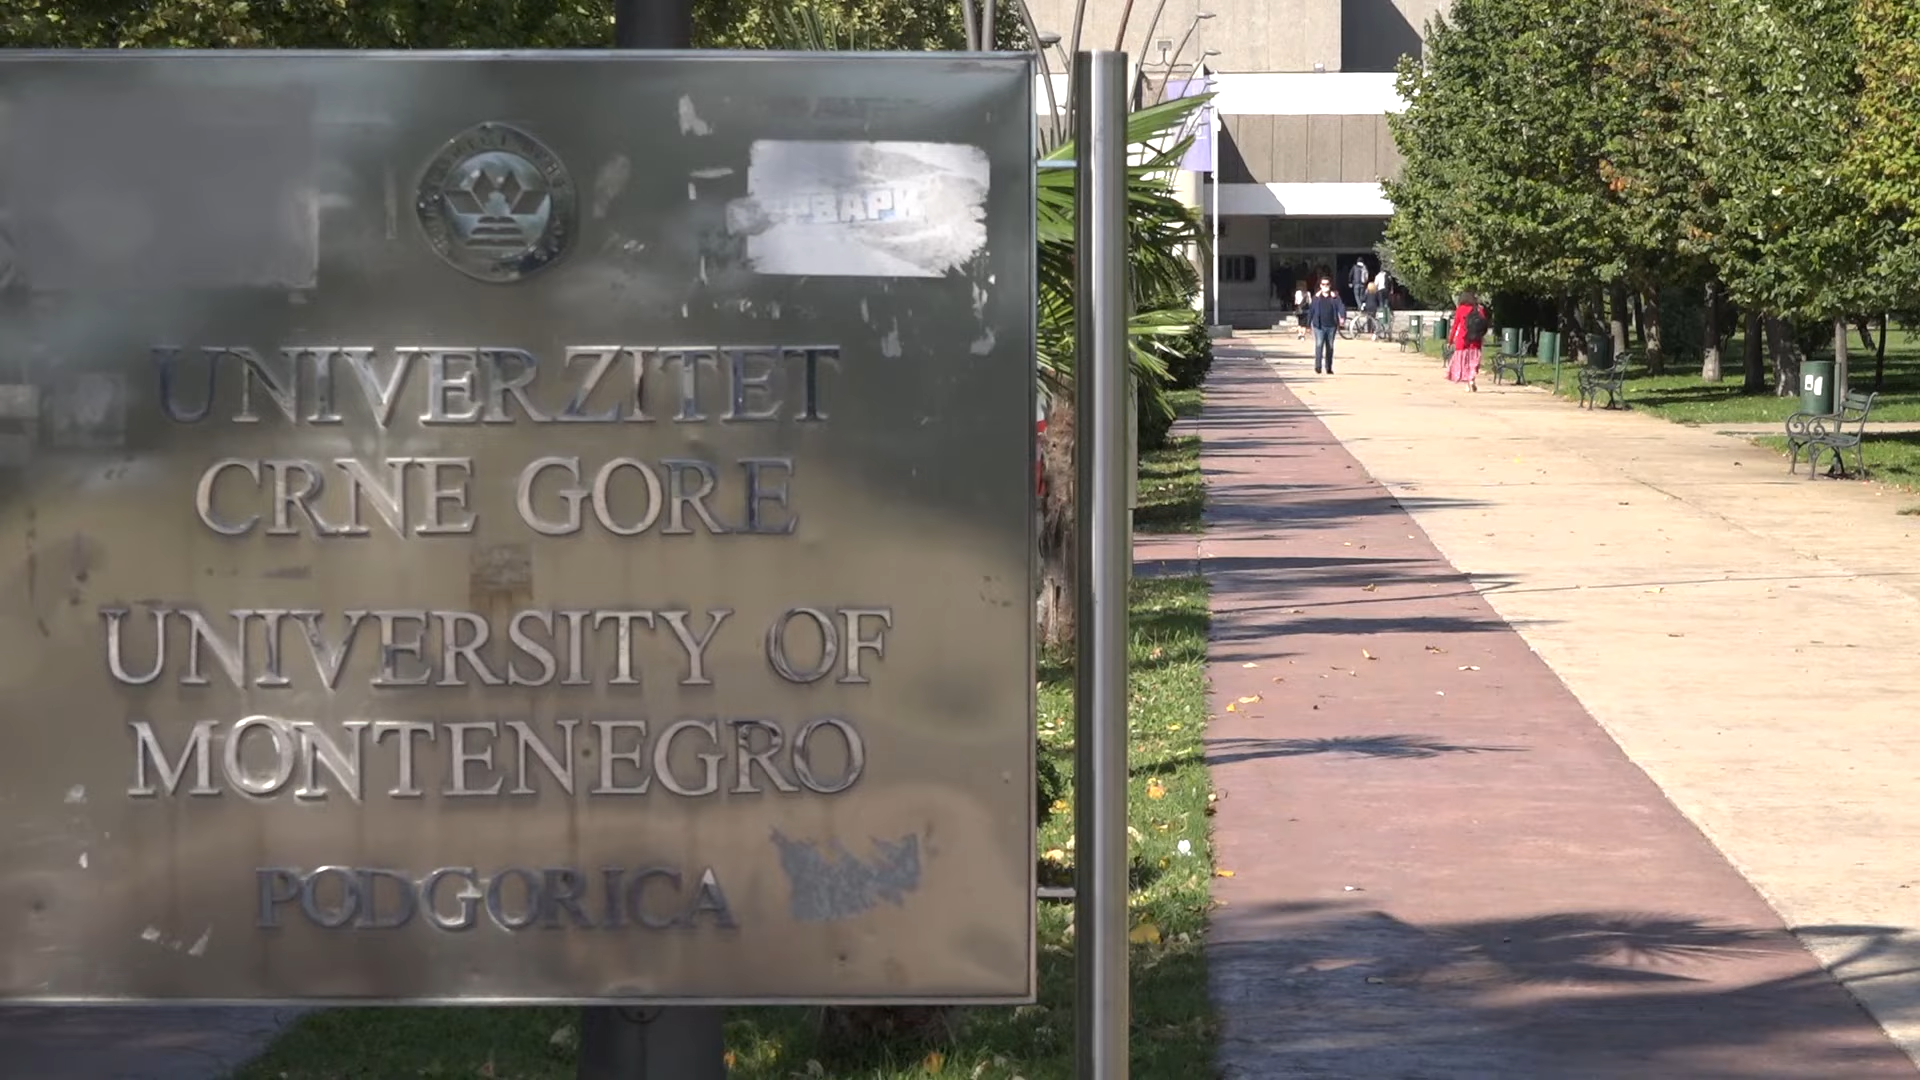 UNIVERZITET
CRNE GORE
UNIVERSITY OF
MONTENEGRO
PODGORICA